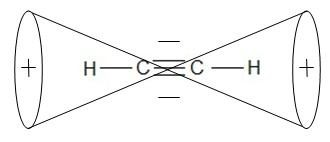 —
+ H—C≡C—H +
—